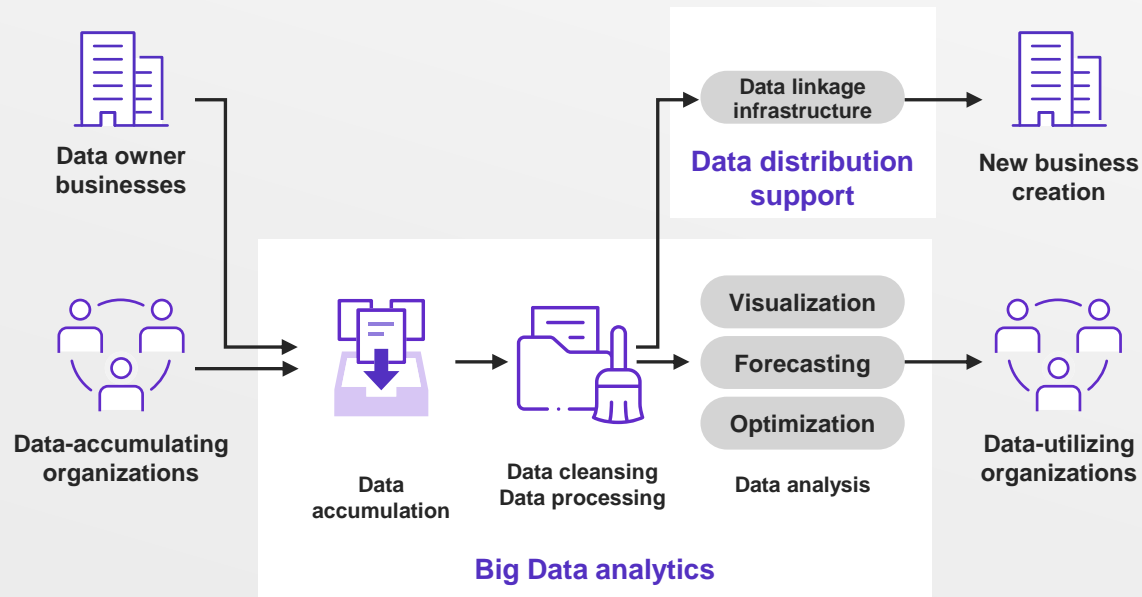 Data owner
businesses
Data linkage
infrastructure
Data distribution
support
New business
creation
Data-accumulating
organizations
Data
accumulation
Data cleansing
Data processing
Visualization
Forecasting
Optimization
Data analysis
Data-utilizing
organizations
Big Data analytics